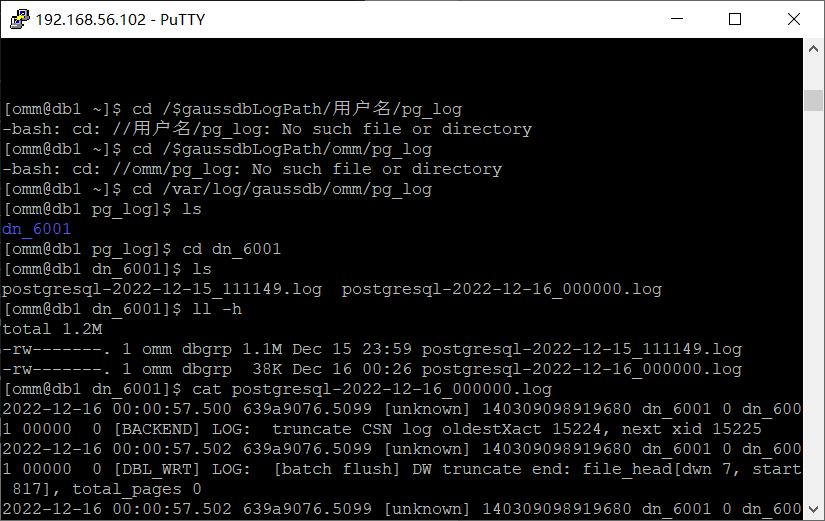 192.168.56.102 - PuTTY
[omm@db1 ~]$ cd /$gaussdbLogPath/用户名/pg_log
-bash: cd: //用户名/pg_log: No such file or directory
[omm@db1 ~]$ cd /$gaussdbLogPath/omm/pg_log
-bash: cd: //omm/pg_log: No such file or directory
[omm@db1 ~]$ cd /var/log/gaussdb/omm/pg_log
[omm@db1 pg_log]$ ls
dn_6001
[omm@db1 pg_log]$ cd dn_6001
[omm@db1 dn_6001]$ ls
postgresql-2022-12-15_111149.log  postgresql-2022-12-16_000000.log
[omm@db1 dn_6001]$ ll -h
total 1.2M
-rw-------. 1 omm dbgrp 1.1M Dec 15 23:59 postgresql-2022-12-15_111149.log
-rw-------. 1 omm dbgrp  38K Dec 16 00:26 postgresql-2022-12-16_000000.log
[omm@db1 dn_6001]$ cat postgresql-2022-12-16_000000.log
2022-12-16 00:00:57.500 639a9076.5099 [unknown] 140309098919680 dn_6001 0 dn_600
1 00000  0 [BACKEND] LOG:  truncate CSN log oldestXact 15224, next xid 15225
2022-12-16 00:00:57.502 639a9076.5099 [unknown] 140309098919680 dn_6001 0 dn_600
1 00000  0 [DBL_WRT] LOG:  [batch flush] DW truncate end: file_head[dwn 7, start
 817], total_pages 0
2022-12-16 00:00:57.502 639a9076.5099 [unknown] 140309098919680 dn_6001 0 dn_600